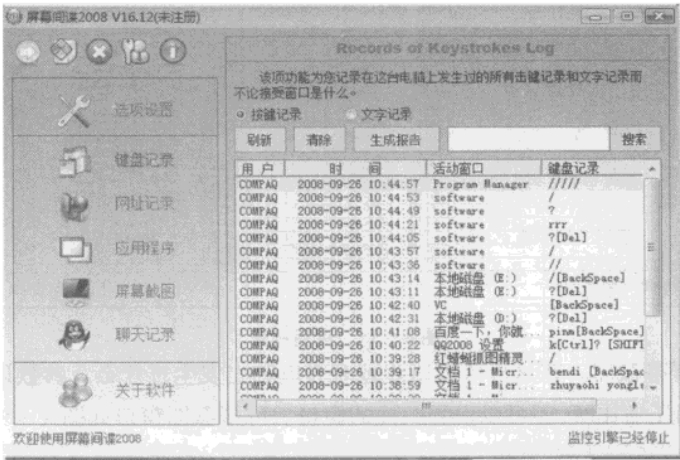 屏幕间谍2008 V16.12(未注册)
Records of Keystrokes Log
该项功能为您记录在这台电脑上发生过的所有击键记录和文字记录而
不论接受窗口是什么。
按键记录 文字记录
刷新 清除 生成报告 搜索
选项设置
键盘记录
网址记录
应用程序
屏幕截图
聊天记录
关于软件
用 户 时 间 活动窗口 键盘记录
COMPAQ 2008-09-26 10:44:57 Program Manager /////
COMPAQ 2008-09-26 10:44:53 software /
COMPAQ 2008-09-26 10:44:49 software ?
COMPAQ 2008-09-26 10:44:21 software rrr
COMPAQ 2008-09-26 10:44:05 software ?[Del]
COMPAQ 2008-09-26 10:43:57 software /
COMPAQ 2008-09-26 10:43:36 software //
COMPAQ 2008-09-26 10:43:14 本地磁盘 (E:) /[BackSpace]
COMPAQ 2008-09-26 10:43:11 本地磁盘 (E:) ?[Del]
COMPAQ 2008-09-26 10:42:40 VC [BackSpace]
COMPAQ 2008-09-26 10:42:31 本地磁盘 (D:) ?[Del]
COMPAQ 2008-09-26 10:41:08 百度一下，你就... pinm[BackSpace]
COMPAQ 2008-09-26 10:40:22 QQ2008 设置 k[Ctrl]? [SHIFT
COMPAQ 2008-09-26 10:39:28 红蜻蜓抓图精灵... /
COMPAQ 2008-09-26 10:39:17 文档 1 - Micr... bendi [BackSpac
COMPAQ 2008-09-26 10:38:59 文档 1 - Micr... zhuyaohi yongl
欢迎使用屏幕间谍2008 监控引擎已经停止